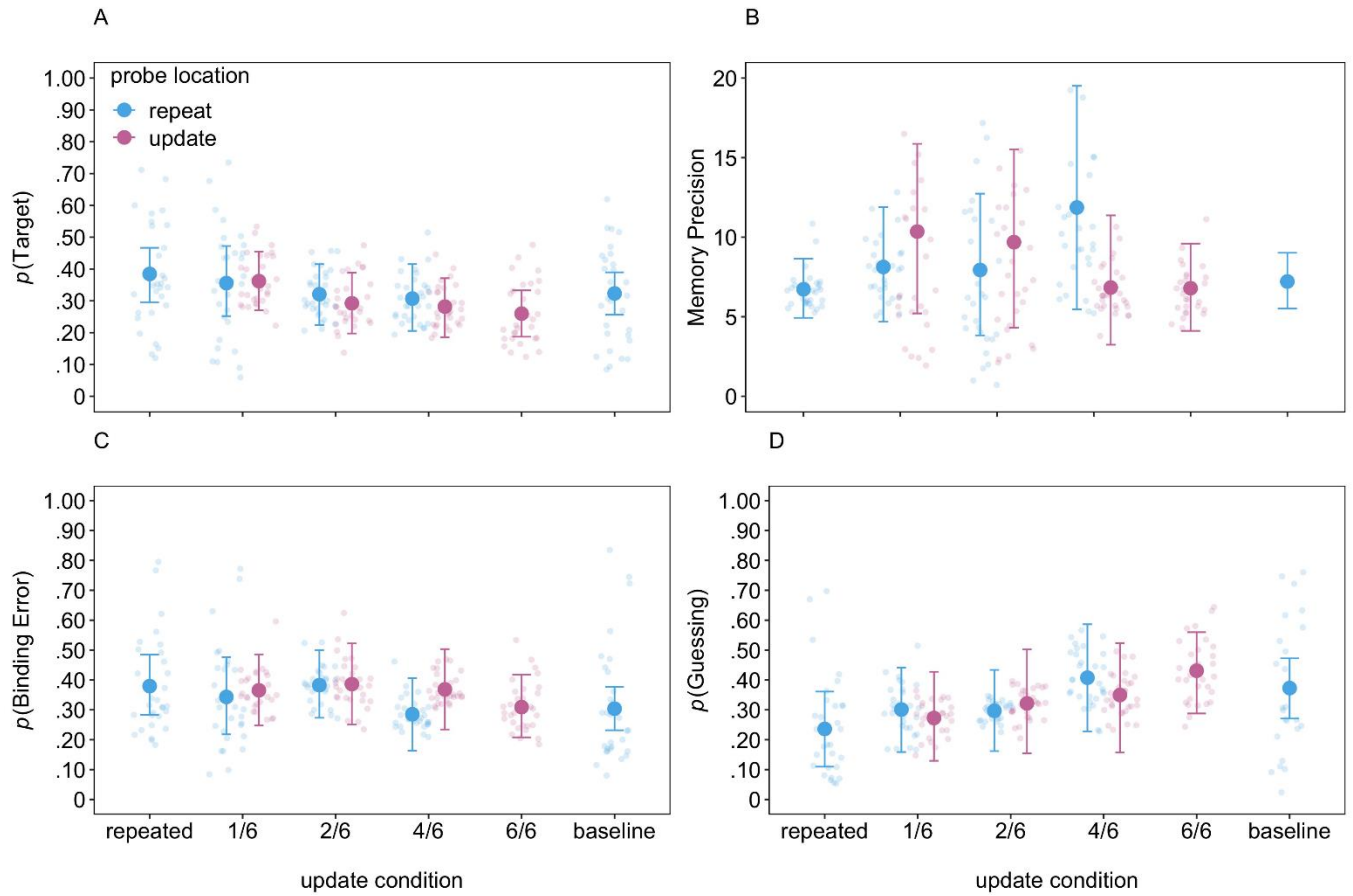 A
probe location
repeat
update
p(Target)
1.00
.90
.80
.70
.60
.50
.40
.30
.20
.10
0
B
Memory Precision
20
15
10
5
0
C
p(Binding Error)
1.00
.90
.80
.70
.60
.50
.40
.30
.20
.10
0
repeated 1/6 2/6 4/6 6/6 baseline
update condition
D
p(Guessing)
1.00
.90
.80
.70
.60
.50
.40
.30
.20
.10
0
repeated 1/6 2/6 4/6 6/6 baseline
update condition